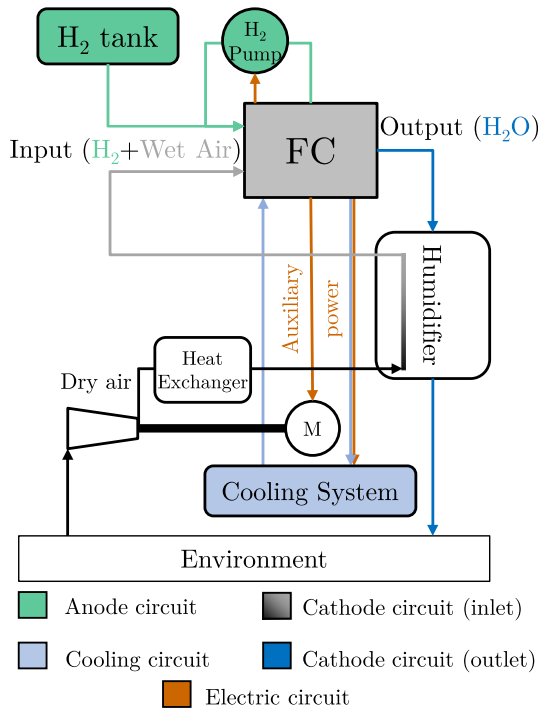 H₂ tank
H₂
Pump
Input (H₂+Wet Air)
FC
Output (H₂O)
Humidifier
Auxiliary
power
Heat
Exchanger
Dry air
M
Cooling System
Environment
Anode circuit
Cathode circuit (inlet)
Cooling circuit
Cathode circuit (outlet)
Electric circuit